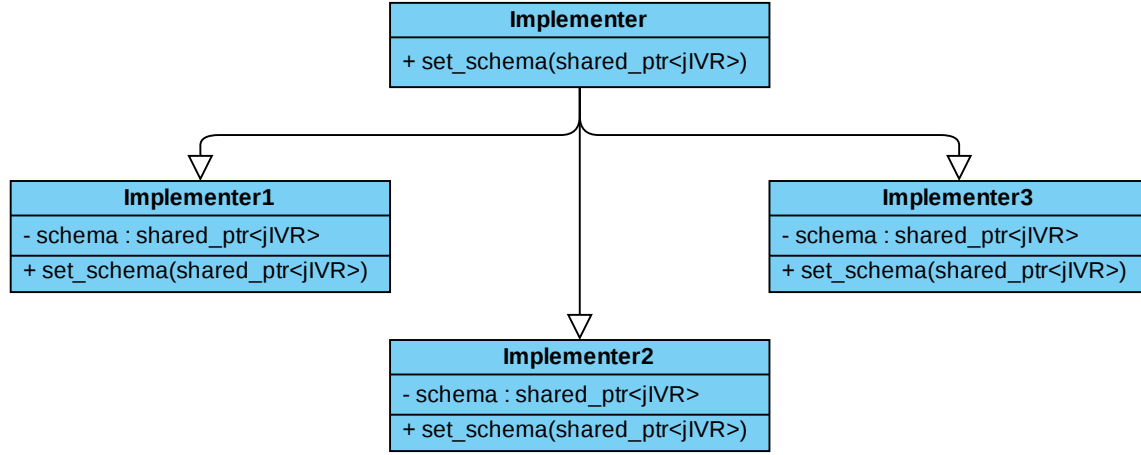 Implementer
+ set_schema(shared_ptr<jIVR>)
Implementer1
- schema : shared_ptr<jIVR>
+ set_schema(shared_ptr<jIVR>)
Implementer3
- schema : shared_ptr<jIVR>
+ set_schema(shared_ptr<jIVR>)
Implementer2
- schema : shared_ptr<jIVR>
+ set_schema(shared_ptr<jIVR>)